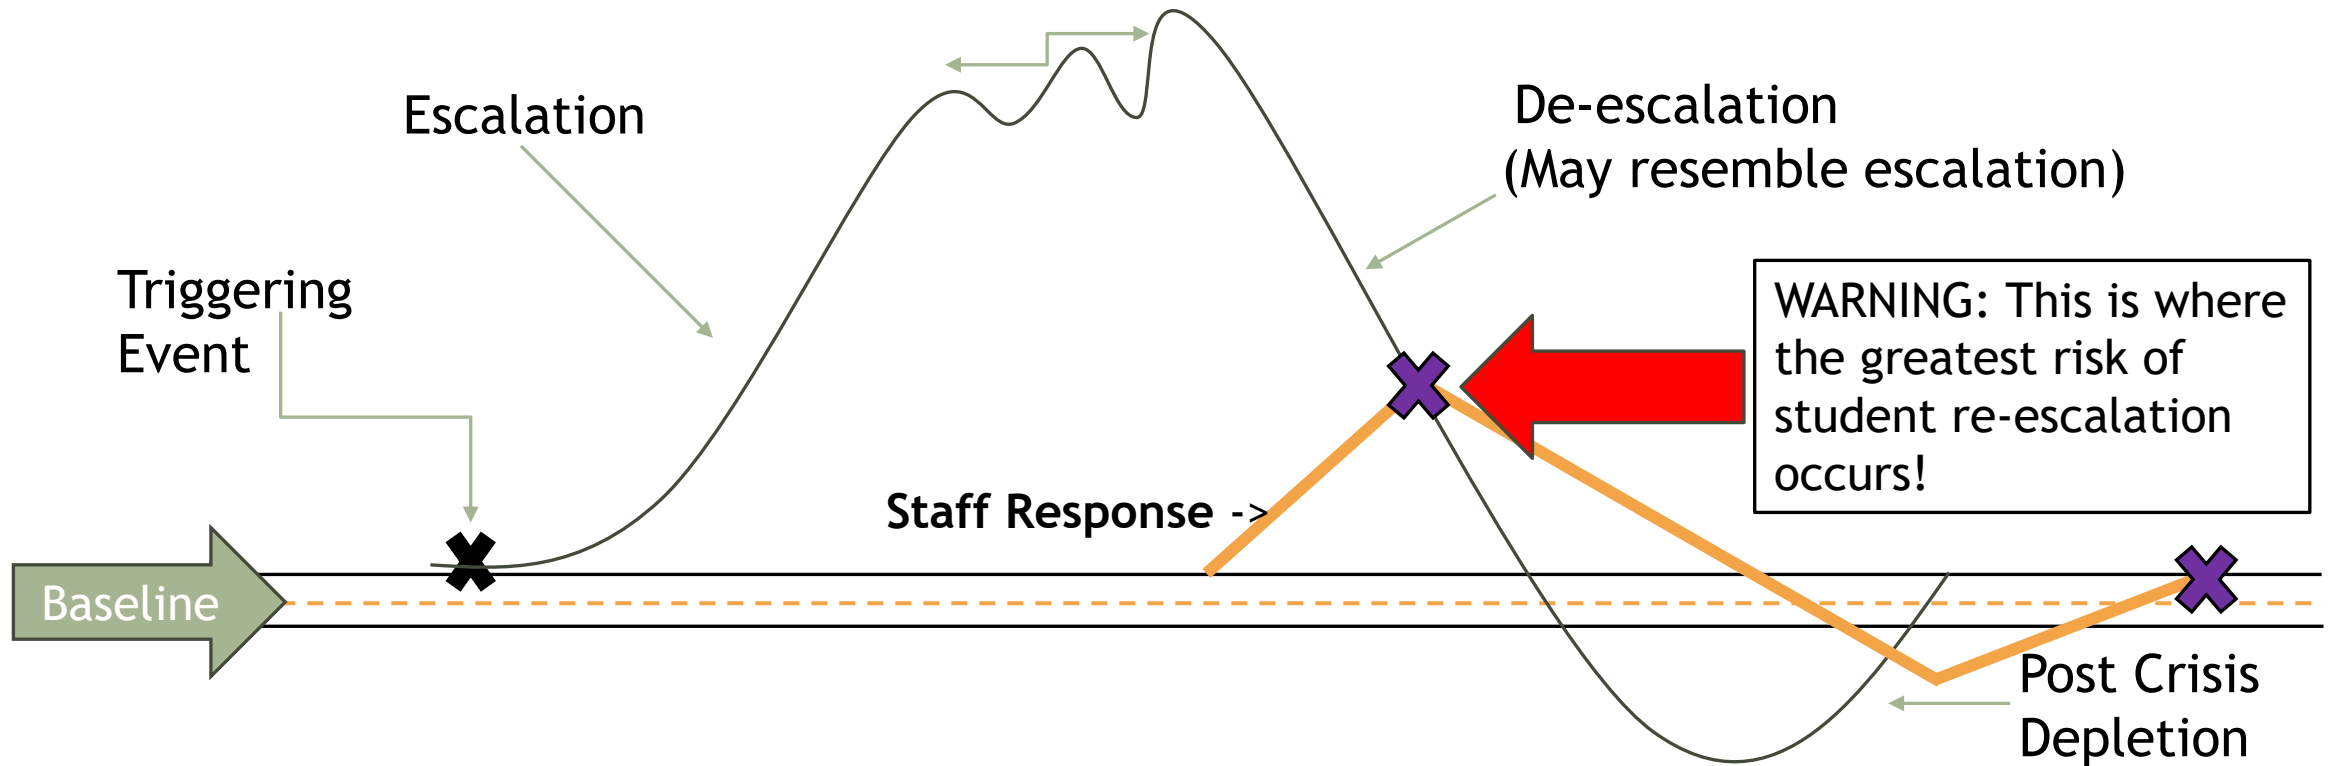 Escalation
De-escalation
(May resemble escalation)
Triggering
Event
WARNING: This is where
the greatest risk of
student re-escalation
occurs!
Staff Response ->
Baseline
Post Crisis
Depletion